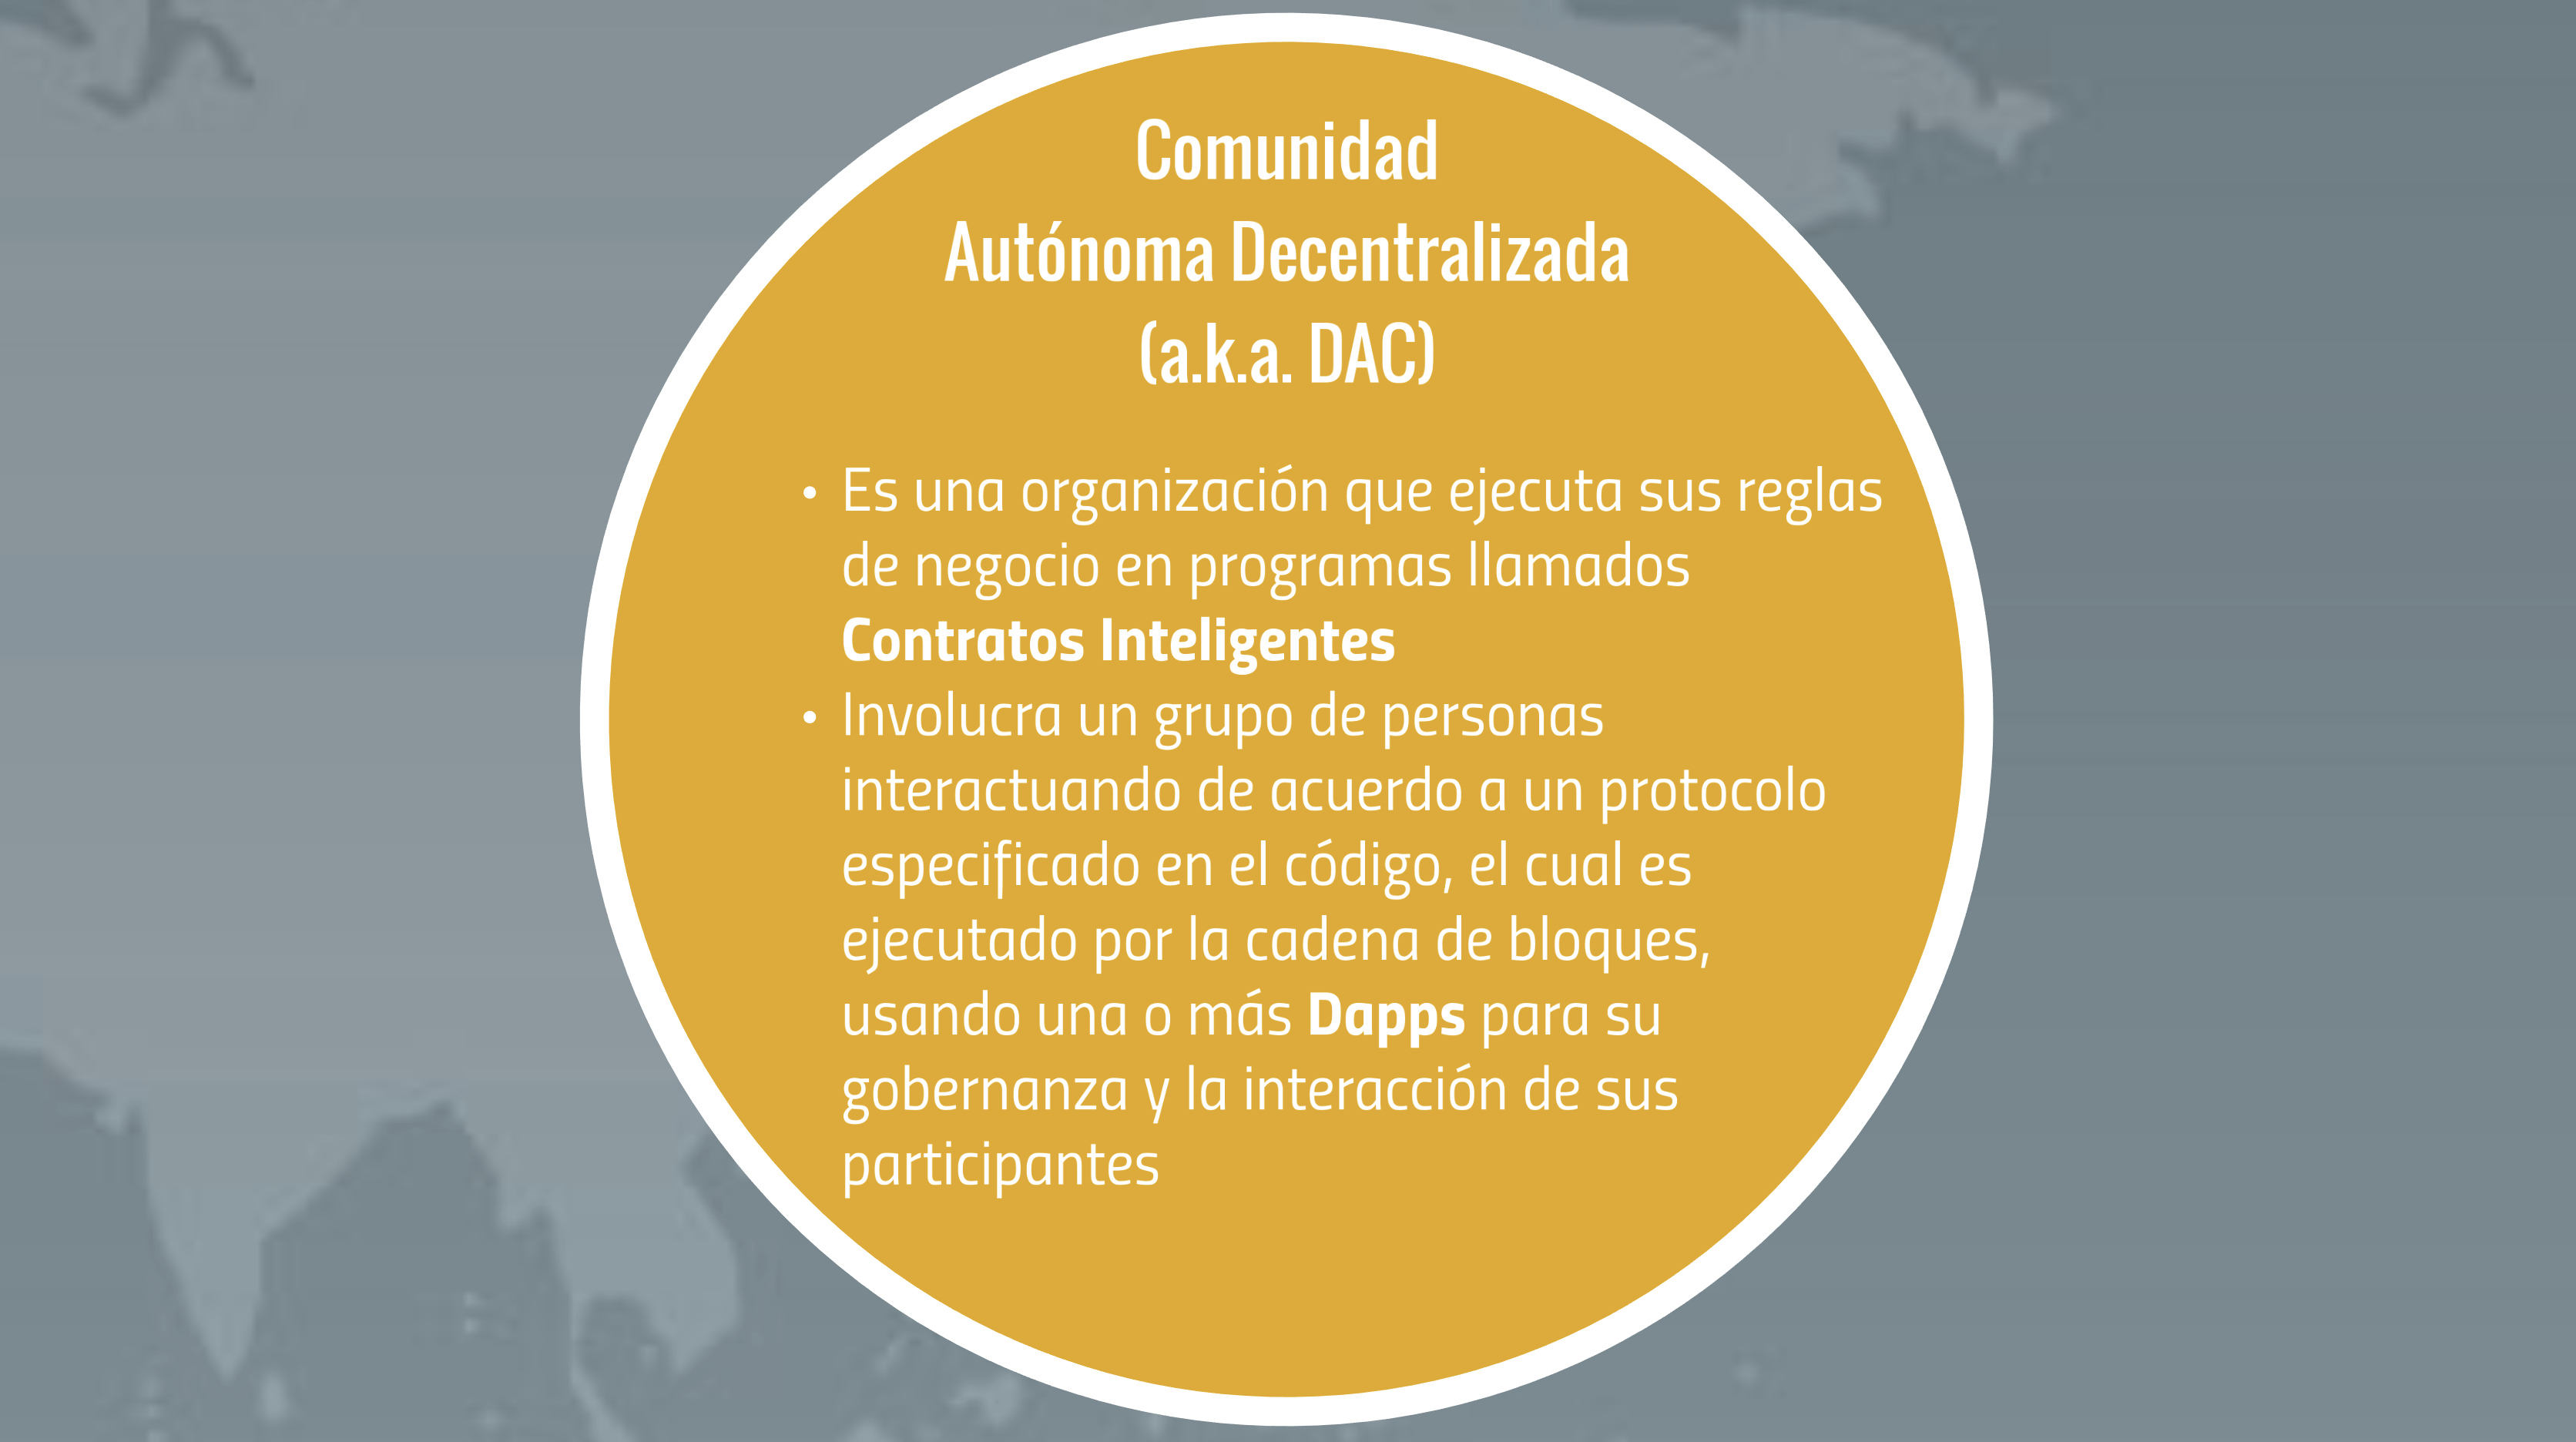 Comunidad
Autónoma Decentralizada
(a.k.a. DAC)
• Es una organización que ejecuta sus reglas
de negocio en programas llamados
Contratos Inteligentes
• Involucra un grupo de personas
interactuando de acuerdo a un protocolo
especificado en el código, el cual es
ejecutado por la cadena de bloques,
usando una o más Dapps para su
gobernanza y la interacción de sus
participantes